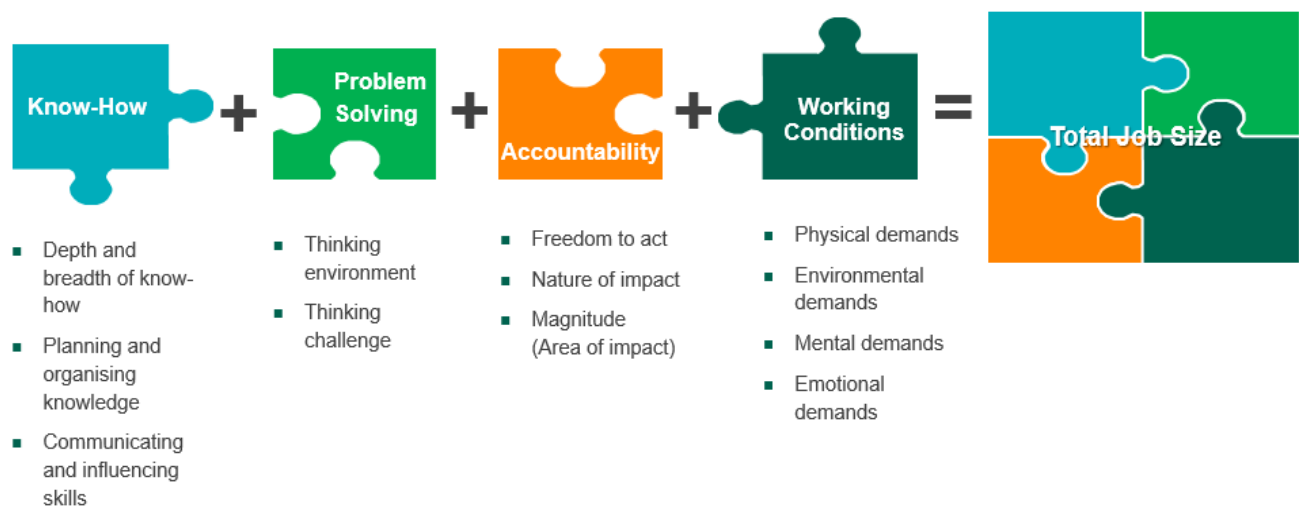 Know-How
+
Problem
Solving
+
Accountability
+
Working
Conditions
=
Total Job Size
▪ Depth and
breadth of know-
how
▪ Planning and
organising
knowledge
▪ Communicating
and influencing
skills
▪ Thinking
environment
▪ Thinking
challenge
▪ Freedom to act
▪ Nature of impact
▪ Magnitude
(Area of impact)
▪ Physical demands
▪ Environmental
demands
▪ Mental demands
▪ Emotional
demands